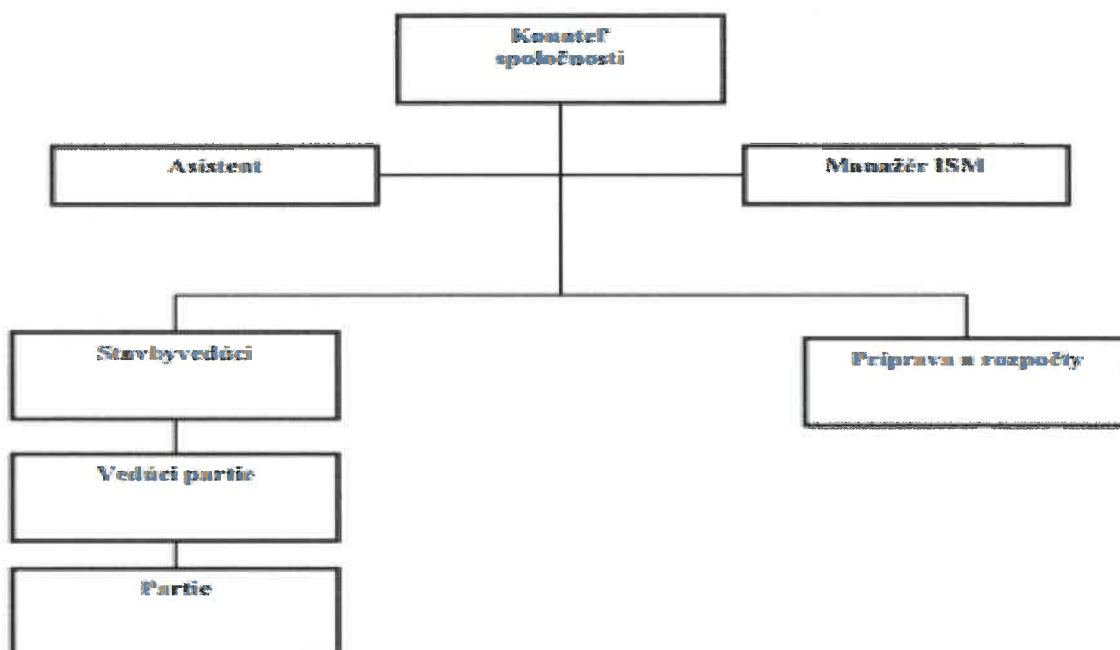 Konateľ
spoločnosti
Asistent
Manažér ISM
Stavbyvedúci
Príprava a rozpočty
Vedúci partie
Partie